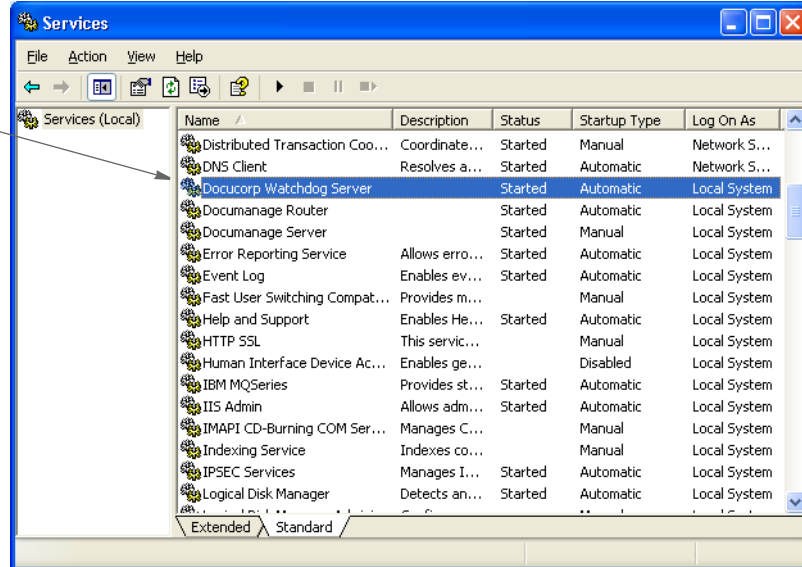 Services
File Action View Help
Services (Local)
Name Description Status Startup Type Log On As
Distributed Transaction Coo... Coordinate... Started Manual Network S...
DNS Client Resolves a... Started Automatic Network S...
Docucorp Watchdog Server Started Automatic Local System
Documanage Router Started Automatic Local System
Documanage Server Started Manual Local System
Error Reporting Service Allows erro... Started Automatic Local System
Event Log Enables ev... Started Automatic Local System
Fast User Switching Compat... Provides m... Manual Local System
Help and Support Enables He... Started Automatic Local System
HTTP SSL This servic... Manual Local System
Human Interface Device Ac... Enables ge... Disabled Local System
IBM MQSeries Provides st... Started Automatic Local System
IIS Admin Allows adm... Started Automatic Local System
IMAPI CD-Burning COM Ser... Manages C... Manual Local System
Indexing Service Indexes co... Manual Local System
IPSEC Services Manages I... Started Automatic Local System
Logical Disk Manager Detects an... Started Automatic Local System
Extended Standard